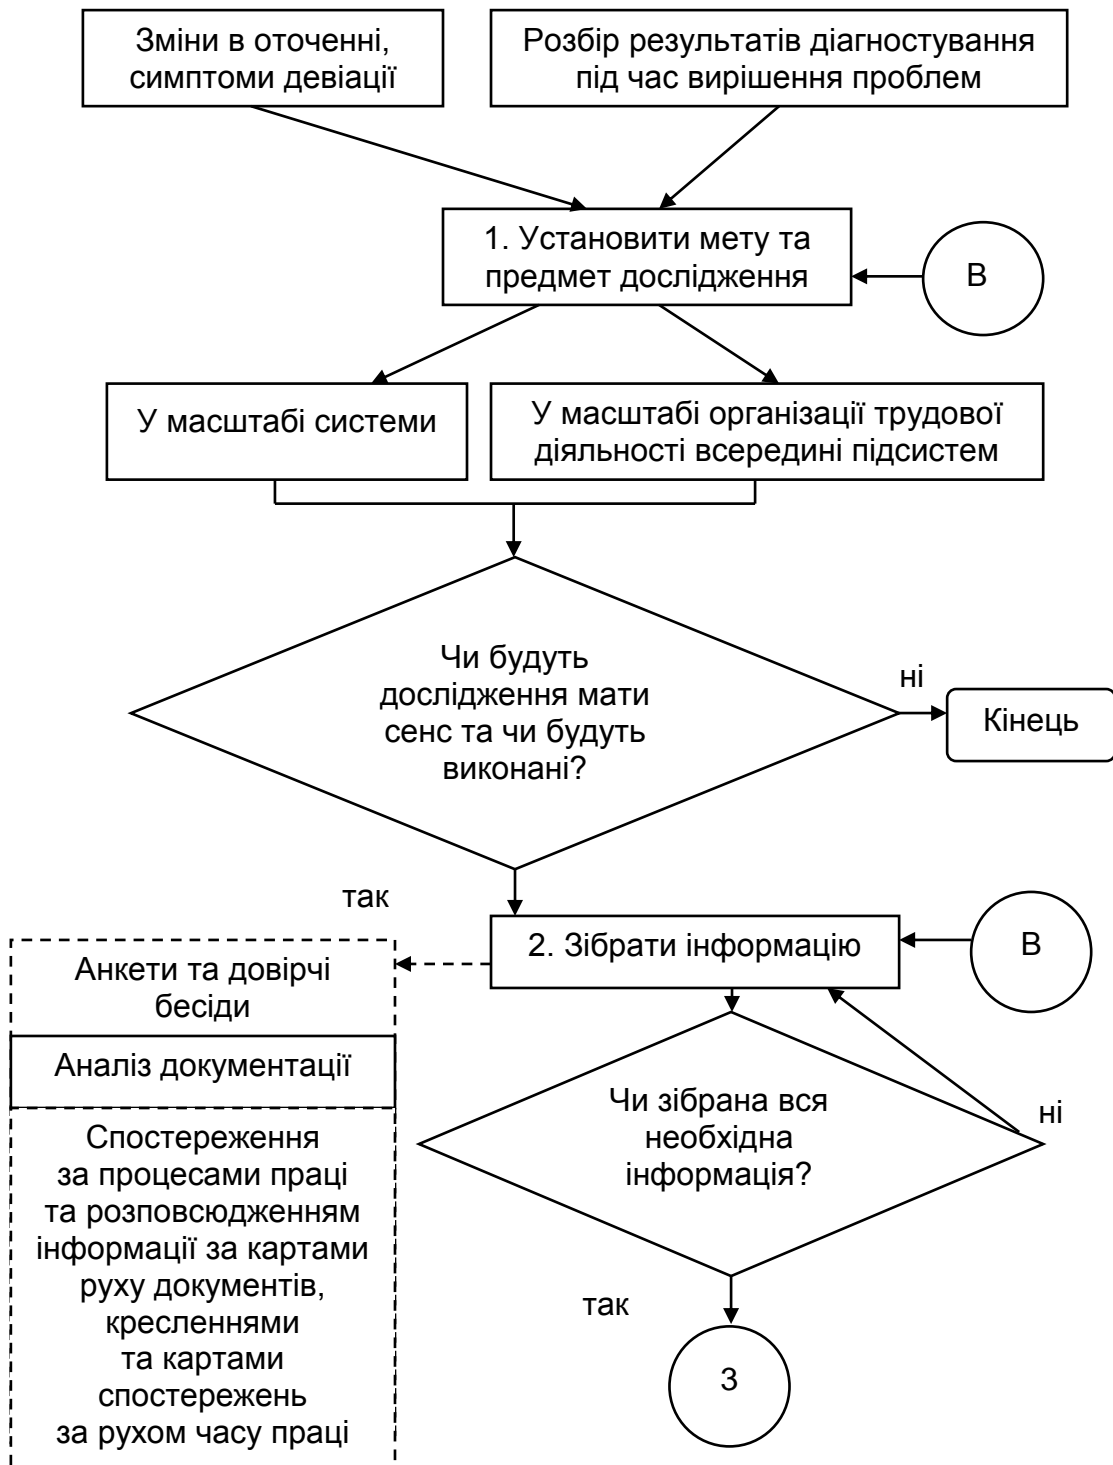 Зміни в оточенні,
симптоми девіації
Розбір результатів діагностування
під час вирішення проблем
1. Установити мету та
предмет дослідження
В
У масштабі системи
У масштабі організації трудової
діяльності всередині підсистем
Чи будуть
дослідження мати
сенс та чи будуть
виконані?
ні
Кінець
так
2. Зібрати інформацію
В
Анкети та довірчі
бесіди
Аналіз документації
Спостереження
за процесами праці
та розповсюдженням
інформації за картами
руху документів,
кресленнями
та картами
спостережень
за рухом часу праці
Чи зібрана вся
необхідна
інформація?
ні
так
3